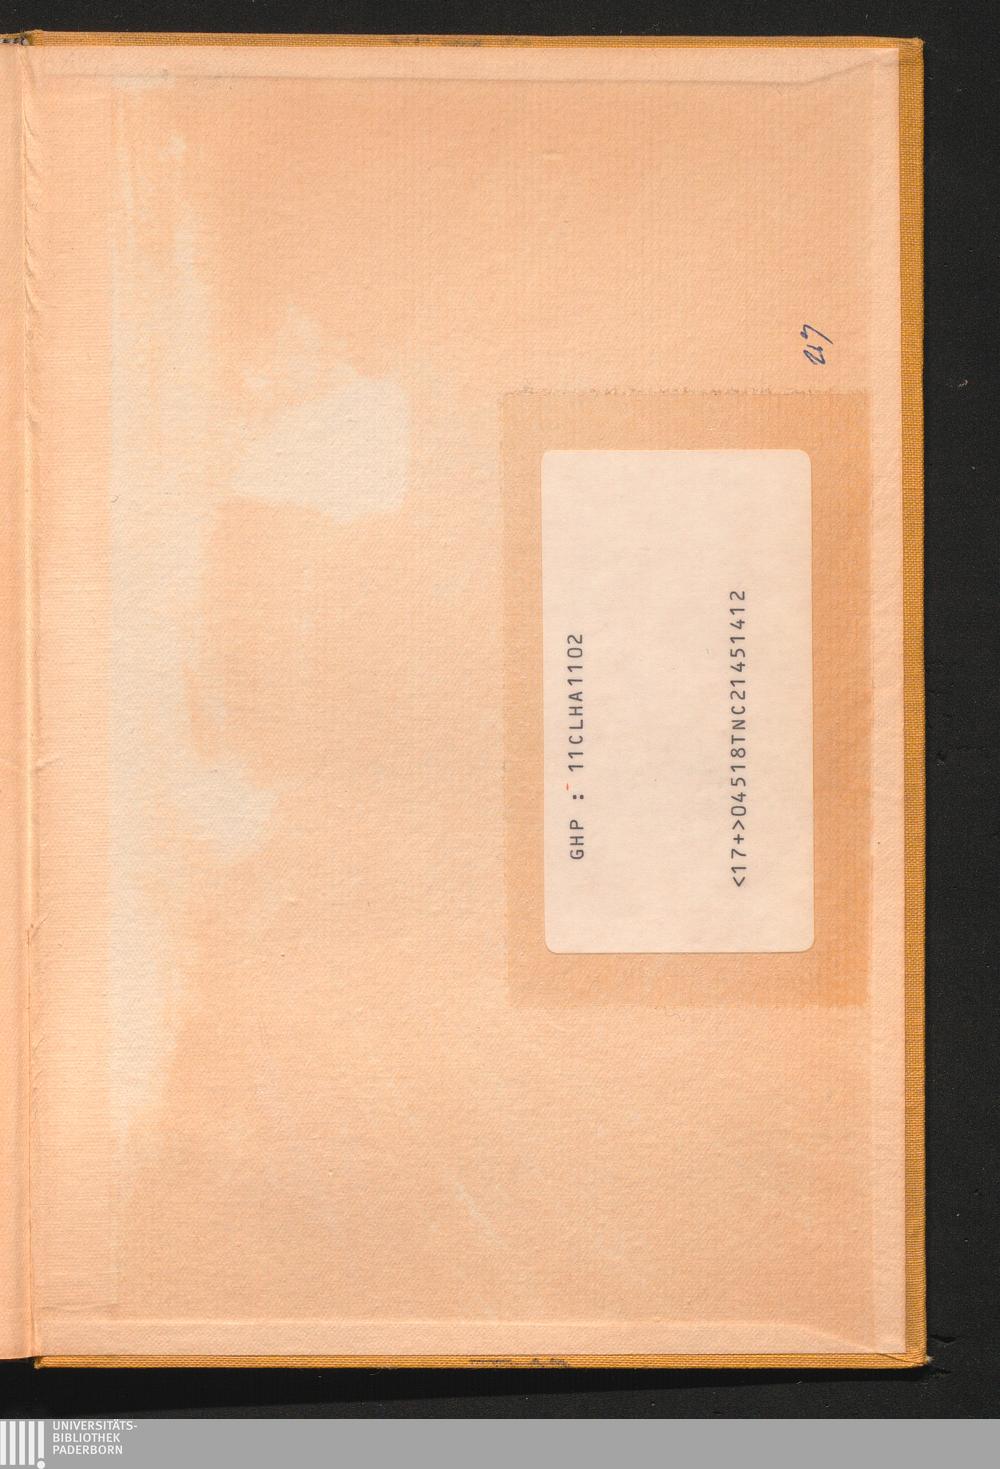 GHP : 11CLHA1102
<17+>04518TNC21451412
UNIVERSITÄTS-
BIBLIOTHEK
PADERBORN